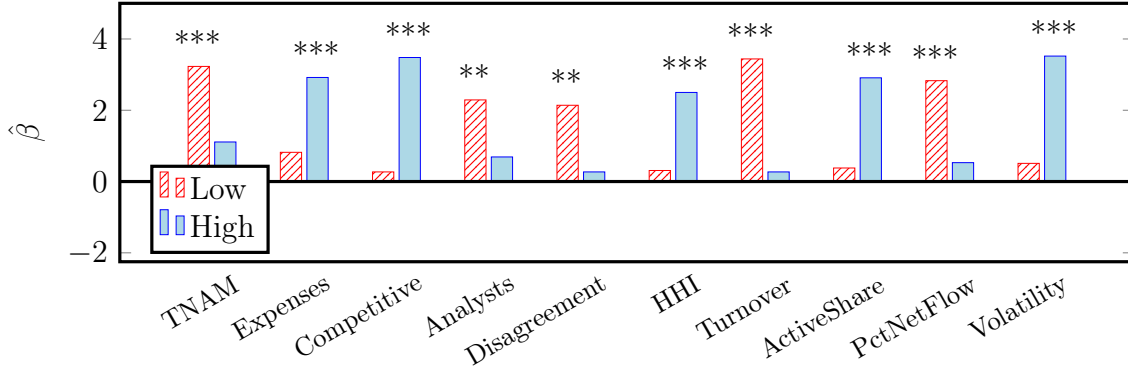 4
2
0
−2
β̂
*** *** *** ** ** *** *** *** *** ***
Low
High
TNAM
Expenses
Competitive
Analysts
Disagreement
HHI
Turnover
ActiveShare
PctNetFlow
Volatility